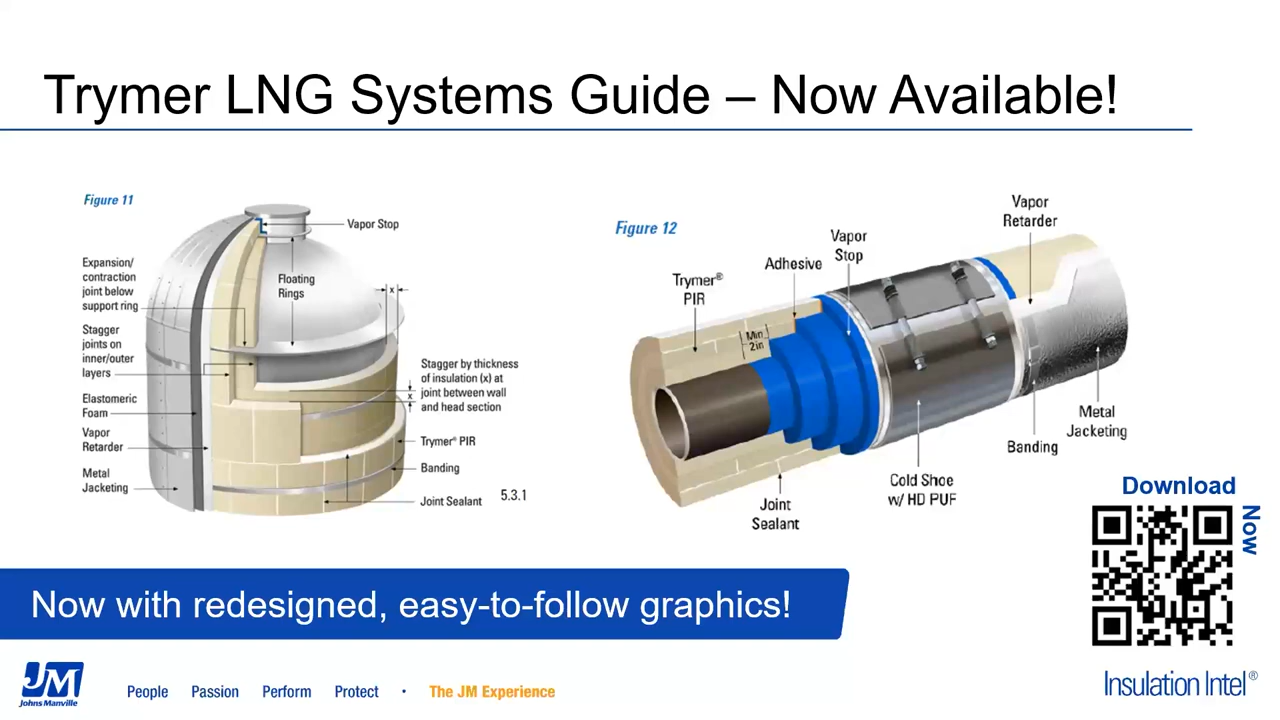 Trymer LNG Systems Guide – Now Available!
Figure 11
Vapor Stop
Expansion/
contraction
joint below
support ring
Floating
Rings
x
Stagger
joints on
inner/outer
layers
Stagger by thickness
of insulation (x) at
joint between wall
and head section
x
Elastomeric
Foam
Vapor
Retarder
Trymer® PIR
Metal
Jacketing
Banding
Joint Sealant
5.3.1
Figure 12
Vapor
Retarder
Vapor
Stop
Adhesive
Trymer®
PIR
Min
2in
Metal
Jacketing
Banding
Cold Shoe
w/ HD PUF
Joint
Sealant
Download
Now
Now with redesigned, easy-to-follow graphics!
JM
Johns Manville
People Passion Perform Protect · The JM Experience
Insulation Intel®